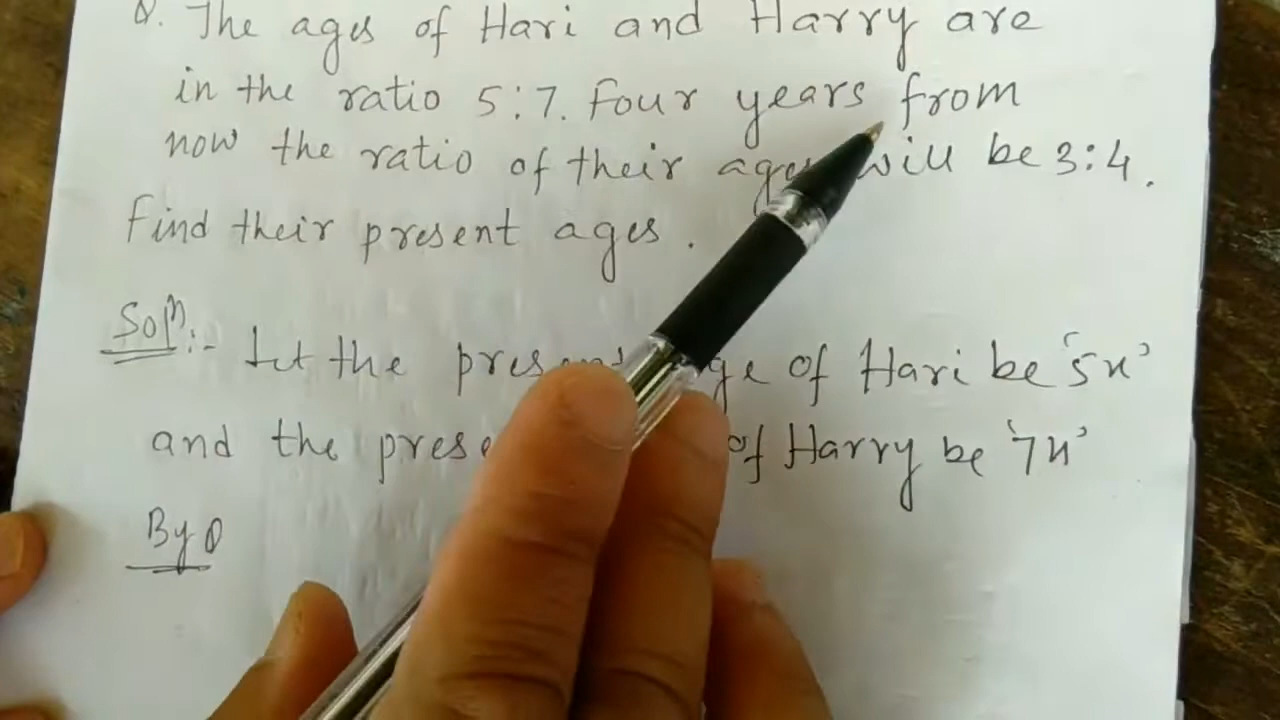 Q. The ages of Hari and Harry are
in the ratio 5:7. Four years from
now the ratio of their ages will be 3:4.
Find their present ages.
Soln:- Let the present age of Hari be '5x'
and the prese of Harry be '7x'
By Q